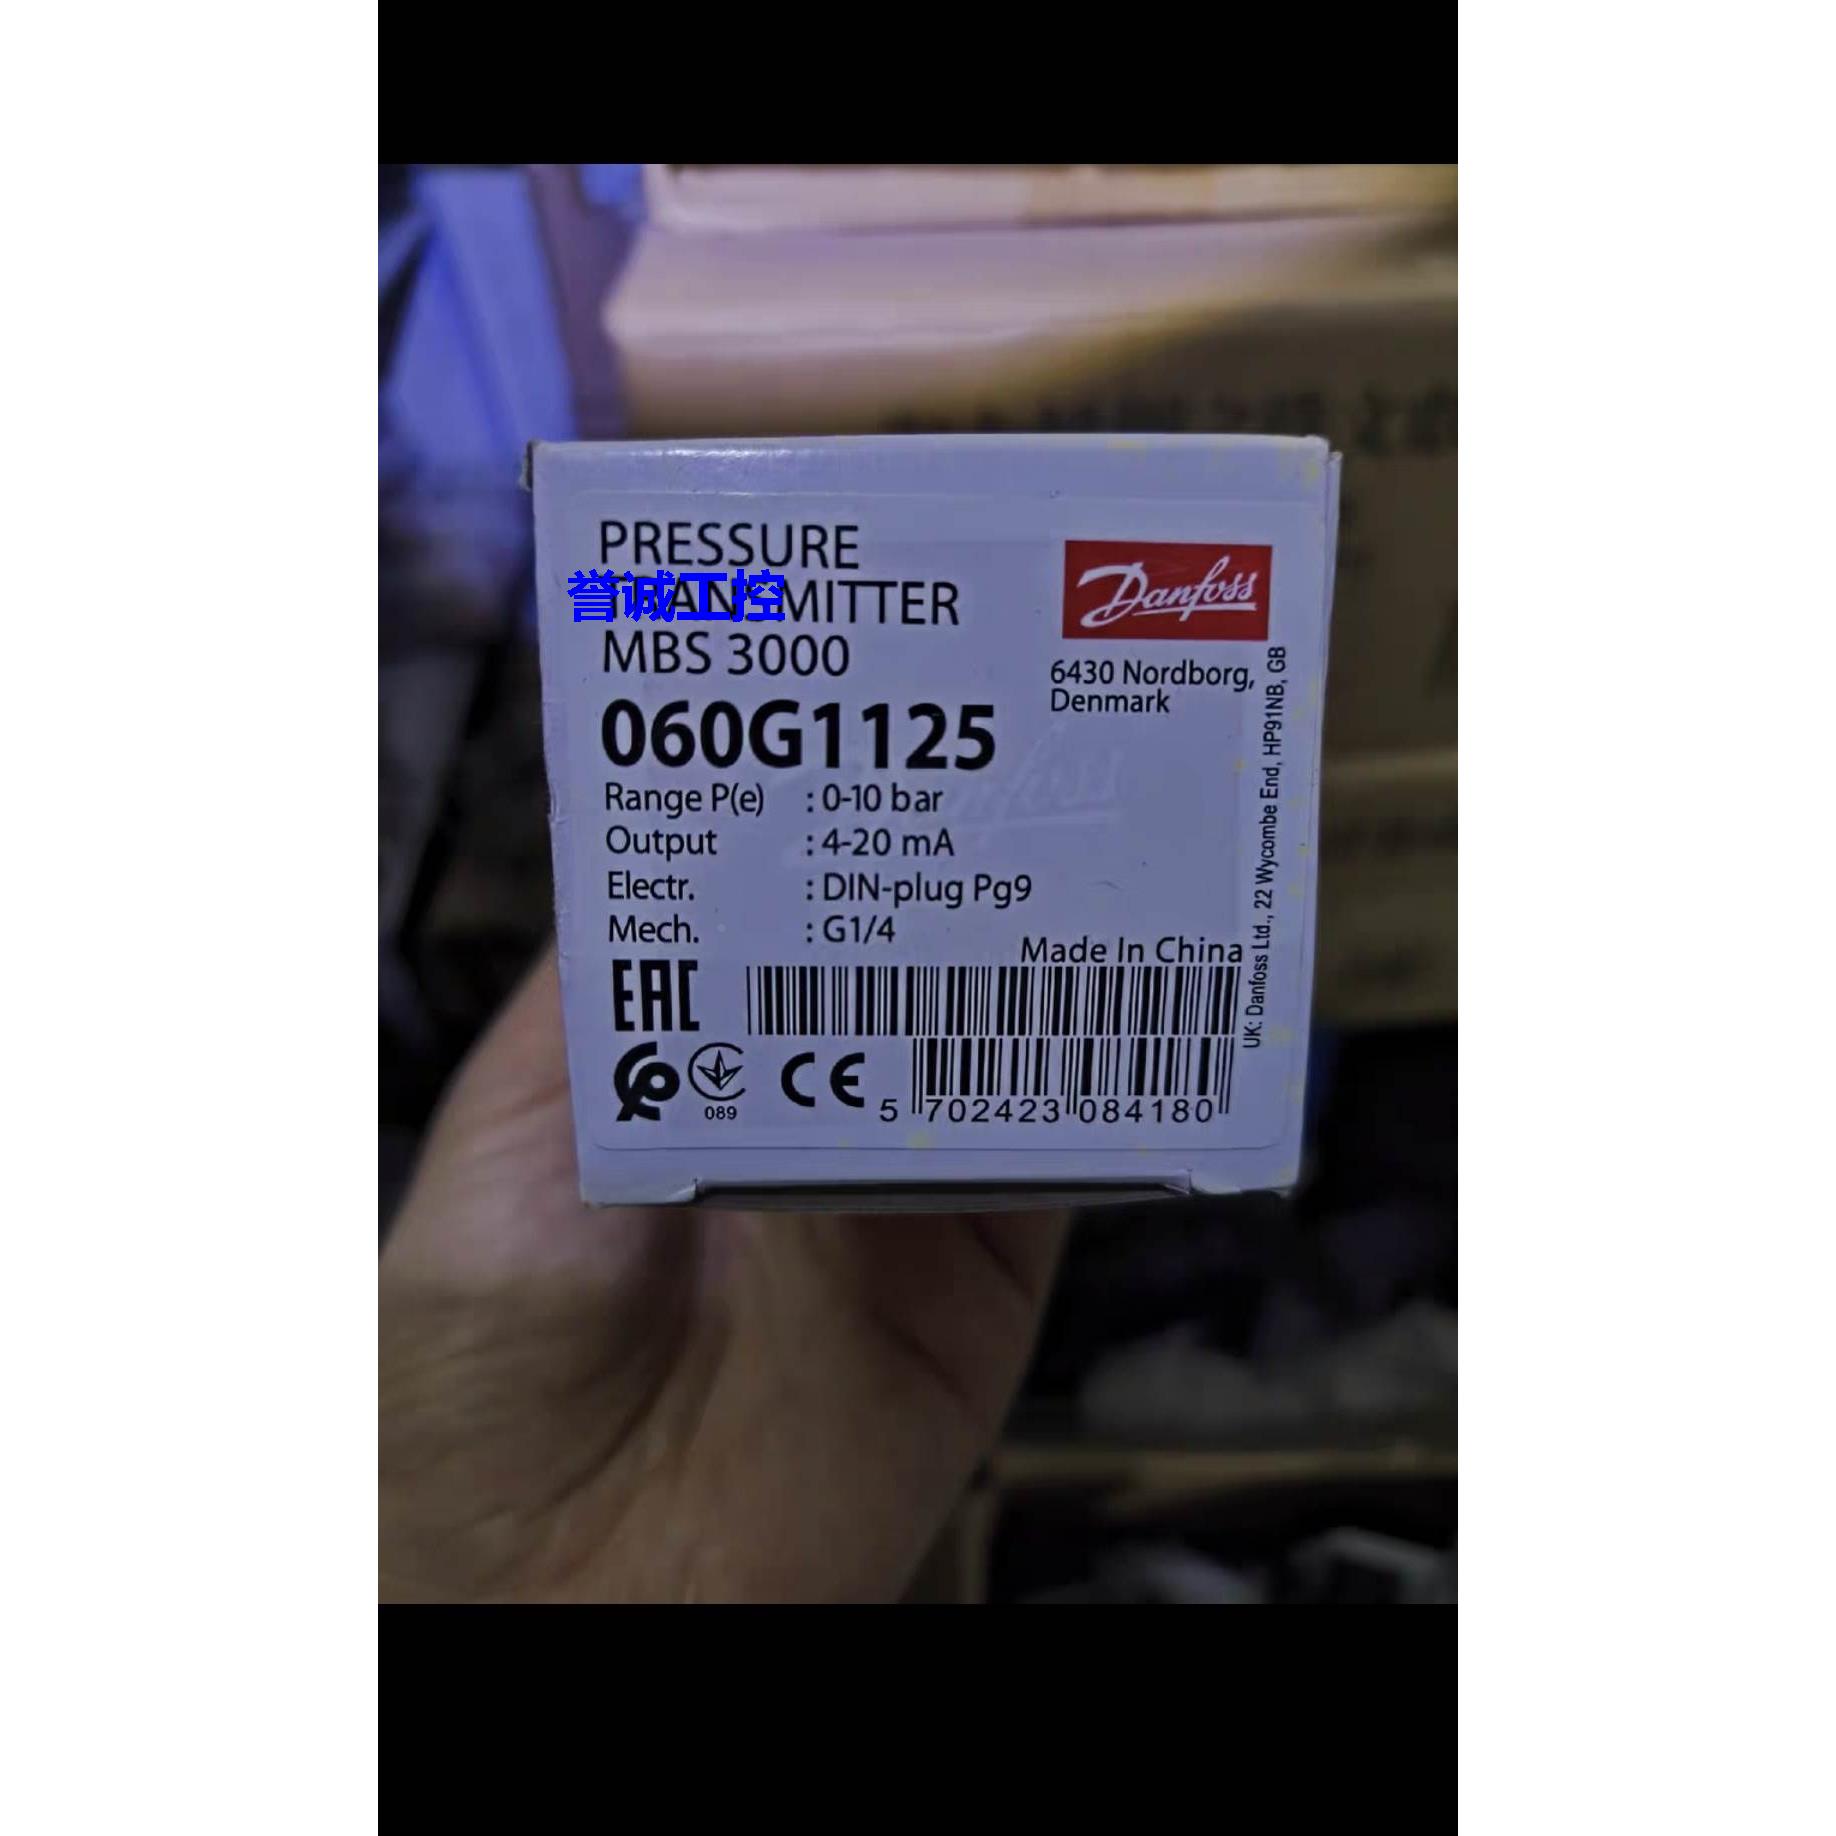 PRESSURE
TRANSMITTER
誉诚工控
MBS 3000
Danfoss
060G1125
6430 Nordborg,
Denmark
Range P(e) : 0-10 bar
Output : 4-20 mA
Electr. : DIN-plug Pg9
Mech. : G1/4
Made In China
UK: Danfoss Ltd., 22 Wycombe End, HP91NB, GB
EAC
089
CE
5 702423 084180